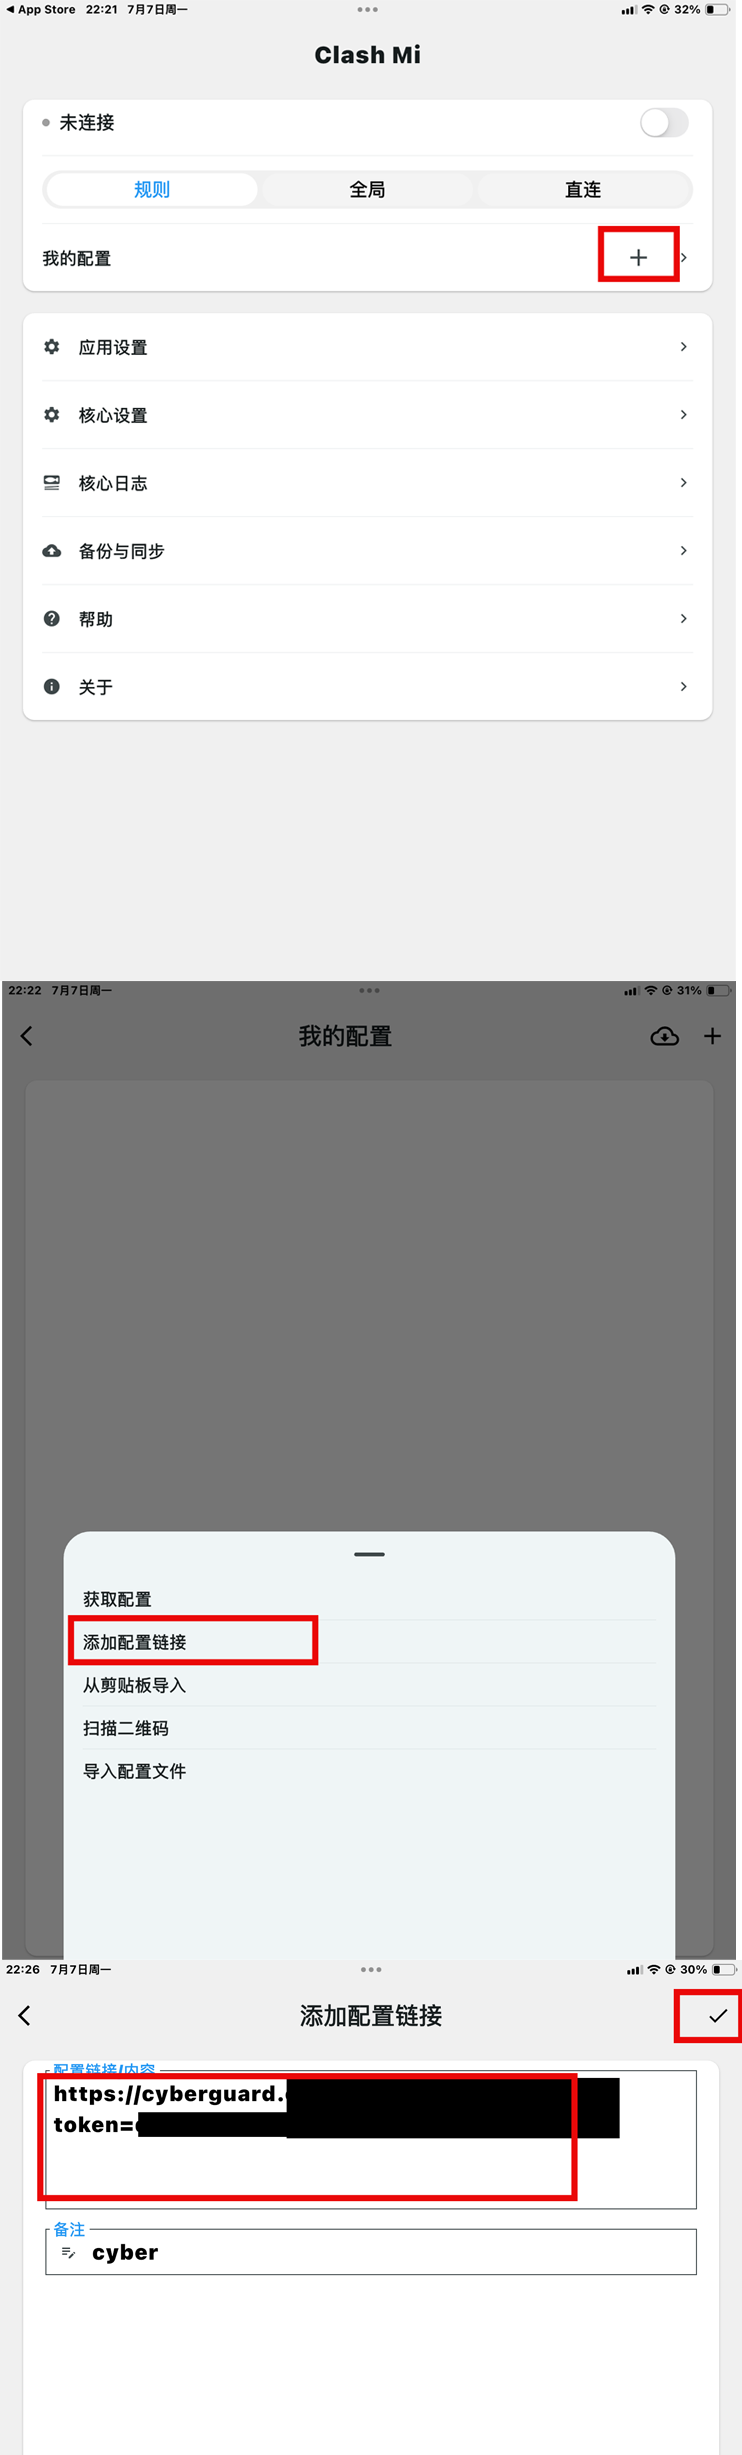 App Store 22:21 7月7日周一 32%
Clash Mi
未连接
规则 全局 直连
我的配置
应用设置
核心设置
核心日志
备份与同步
帮助
关于
22:22 7月7日周一 31%
我的配置
获取配置
添加配置链接
从剪贴板导入
扫描二维码
导入配置文件
22:26 7月7日周一 30%
添加配置链接
配置链接/内容
https://cyberguard.
token=
备注
cyber